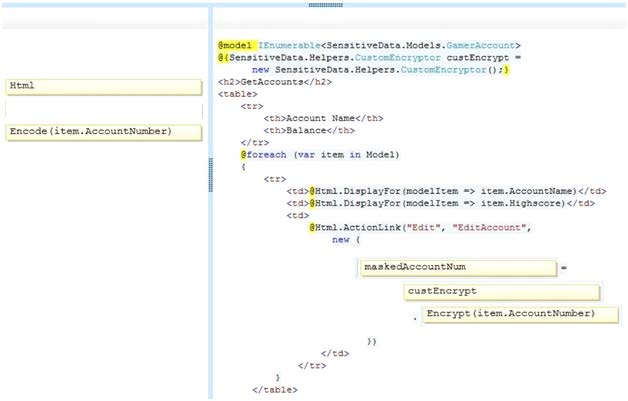 Html
Encode(item.AccountNumber)
@model IEnumerable<SensitiveData.Models.GamerAccount>
@{SensitiveData.Helpers.CustomEncryptor custEncrypt =
new SensitiveData.Helpers.CustomEncryptor();}
<h2>GetAccounts</h2>
<table>
<tr>
<th>Account Name</th>
<th>Balance</th>
</tr>
@foreach (var item in Model)
{
<tr>
<td>@Html.DisplayFor(modelItem => item.AccountName)</td>
<td>@Html.DisplayFor(modelItem => item.Highscore)</td>
<td>
@Html.ActionLink("Edit", "EditAccount",
new {
maskedAccountNum =
custEncrypt
. Encrypt(item.AccountNumber)
})
</td>
</tr>
}
</table>